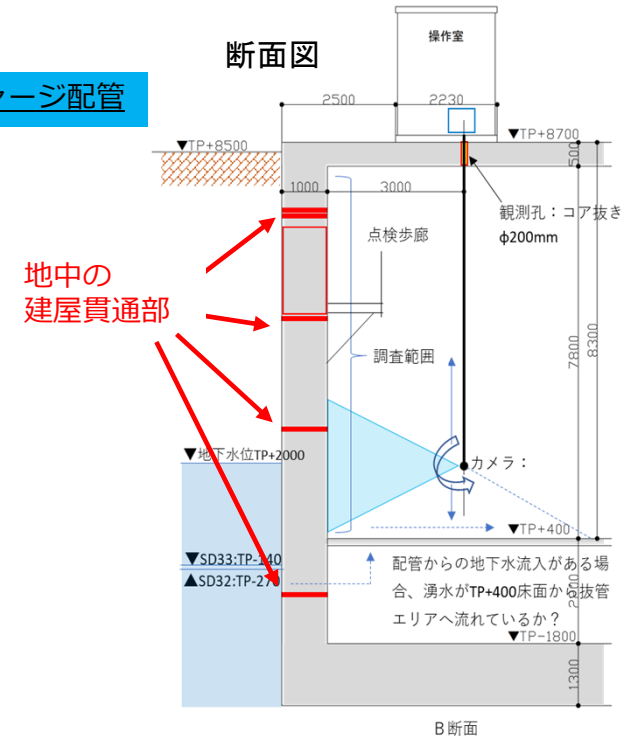 断面図
操作室
ャージ配管
2500
2230
▼TP+8500
▼TP+8700
500
1000
3000
観測孔：コア抜き
φ200mm
点検歩廊
地中の
建屋貫通部
調査範囲
7800
8300
▼地下水位TP+2000
カメラ：
▼TP+400
▼SD33:TP-140
▲SD32:TP-270
配管からの地下水流入がある場
合、湧水がTP+400床面から抜管
エリアへ流れているか？
▼TP-1800
1300
B断面